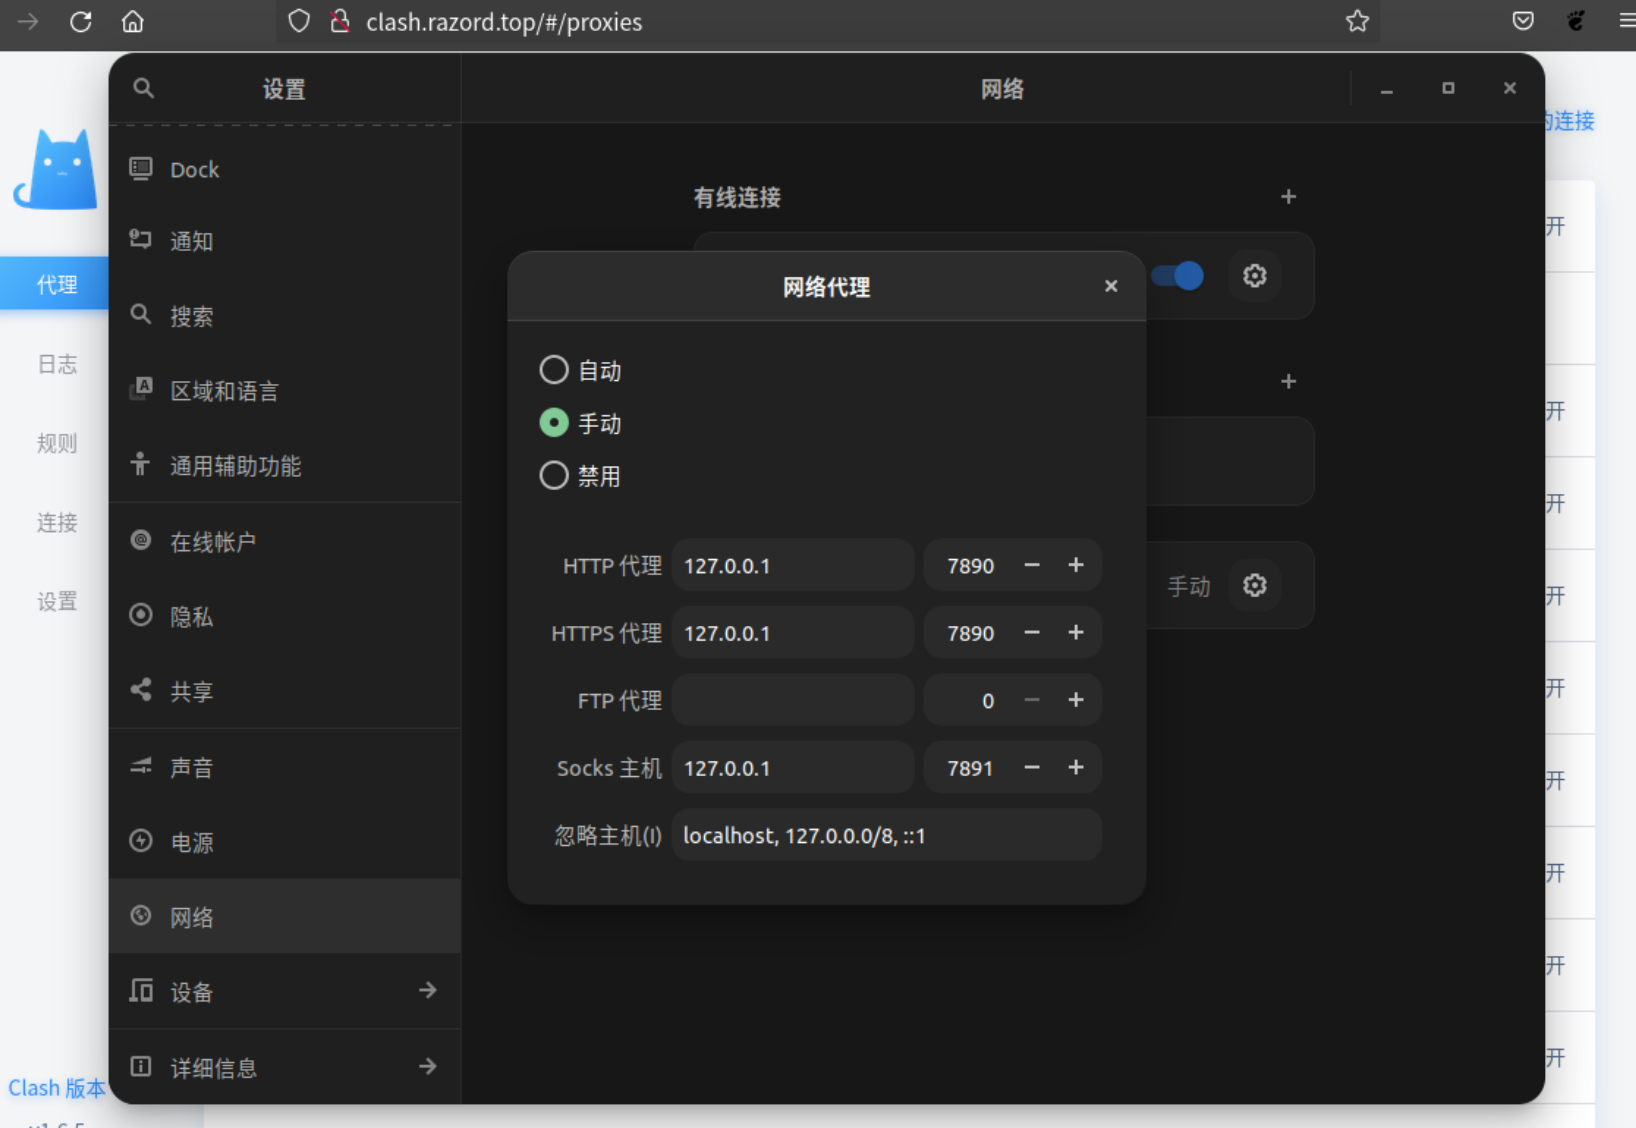 clash.razord.top/#/proxies
设置
网络
的连接
Dock
通知
搜索
区域和语言
通用辅助功能
在线帐户
隐私
共享
声音
电源
网络
设备
详细信息
代理
日志
规则
连接
设置
Clash 版本
有线连接
网络代理
自动
手动
禁用
HTTP 代理 127.0.0.1 7890 − +
HTTPS 代理 127.0.0.1 7890 − +
FTP 代理 0 − +
Socks 主机 127.0.0.1 7891 − +
忽略主机(I) localhost, 127.0.0.0/8, ::1
手动
开
开
开
开
开
开
开
开
开